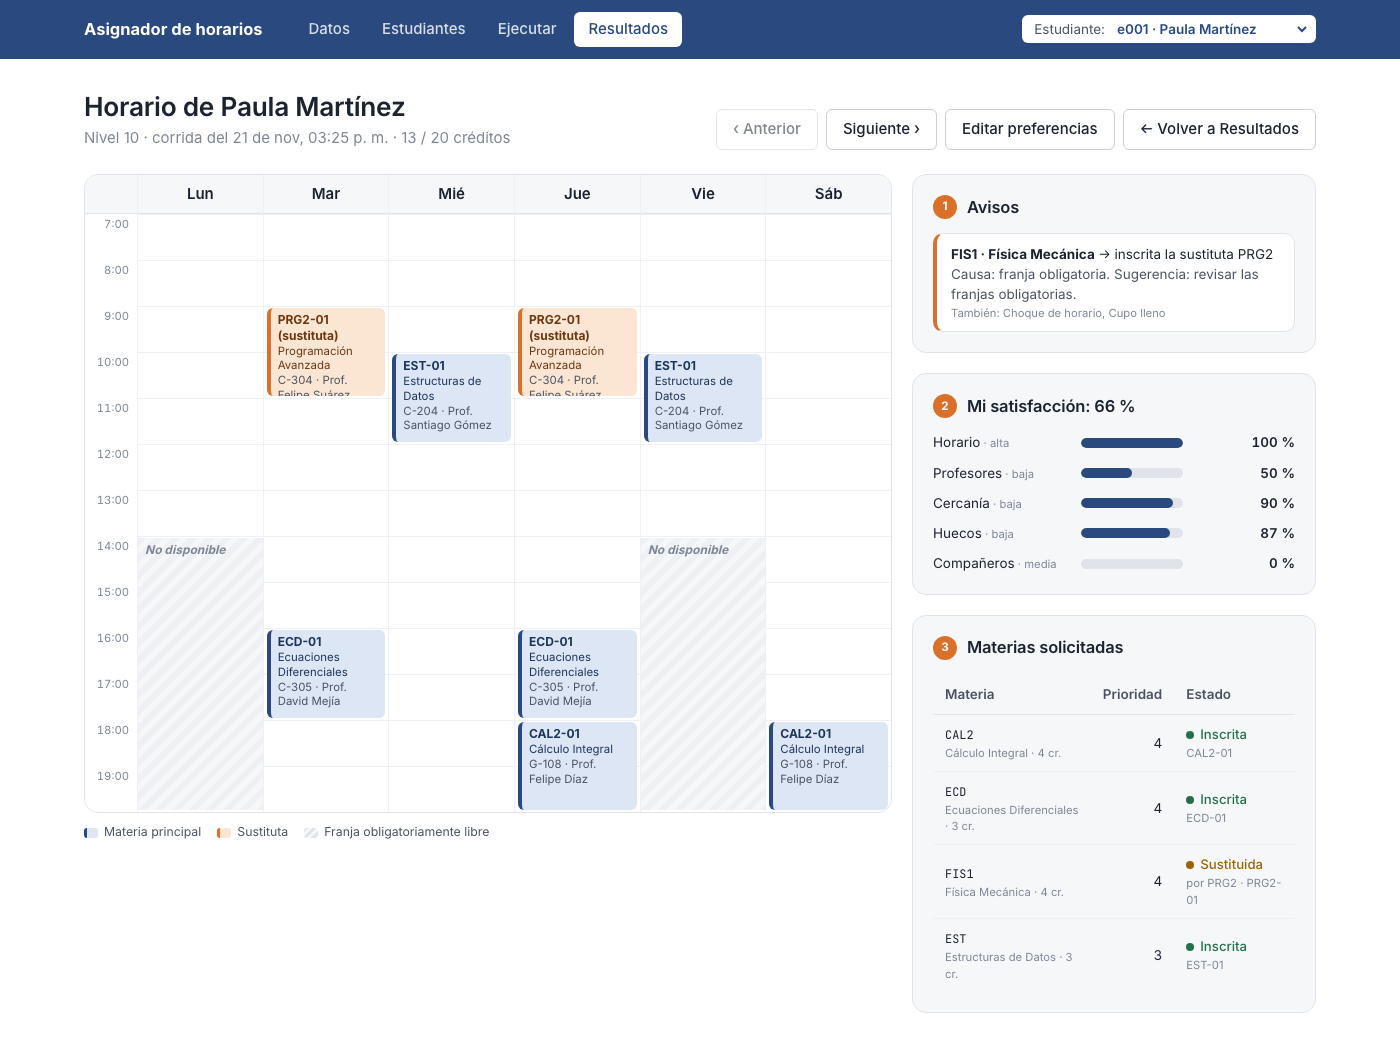 Asignador de horarios
Datos
Estudiantes
Ejecutar
Resultados
Estudiante: e001 · Paula Martínez
Horario de Paula Martínez
Nivel 10 · corrida del 21 de nov, 03:25 p. m. · 13 / 20 créditos
‹ Anterior
Siguiente ›
Editar preferencias
← Volver a Resultados
Lun
Mar
Mié
Jue
Vie
Sáb
7:00
8:00
9:00
10:00
11:00
12:00
13:00
14:00
15:00
16:00
17:00
18:00
19:00
No disponible
PRG2-01
(sustituta)
Programación
Avanzada
C-304 · Prof.
Felipe Suárez
ECD-01
Ecuaciones
Diferenciales
C-305 · Prof.
David Mejía
EST-01
Estructuras de
Datos
C-204 · Prof.
Santiago Gómez
PRG2-01
(sustituta)
Programación
Avanzada
C-304 · Prof.
Felipe Suárez
ECD-01
Ecuaciones
Diferenciales
C-305 · Prof.
David Mejía
CAL2-01
Cálculo Integral
G-108 · Prof.
Felipe Díaz
EST-01
Estructuras de
Datos
C-204 · Prof.
Santiago Gómez
No disponible
CAL2-01
Cálculo Integral
G-108 · Prof.
Felipe Díaz
Materia principal
Sustituta
Franja obligatoriamente libre
1 Avisos
FIS1 · Física Mecánica → inscrita la sustituta PRG2
Causa: franja obligatoria. Sugerencia: revisar las
franjas obligatorias.
También: Choque de horario, Cupo lleno
2 Mi satisfacción: 66 %
Horario · alta 100 %
Profesores · baja 50 %
Cercanía · baja 90 %
Huecos · baja 87 %
Compañeros · media 0 %
3 Materias solicitadas
Materia Prioridad Estado
CAL2
Cálculo Integral · 4 cr.
4
Inscrita
CAL2-01
ECD
Ecuaciones Diferenciales
· 3 cr.
4
Inscrita
ECD-01
FIS1
Física Mecánica · 4 cr.
4
Sustituida
por PRG2 · PRG2-
01
EST
Estructuras de Datos · 3
cr.
3
Inscrita
EST-01